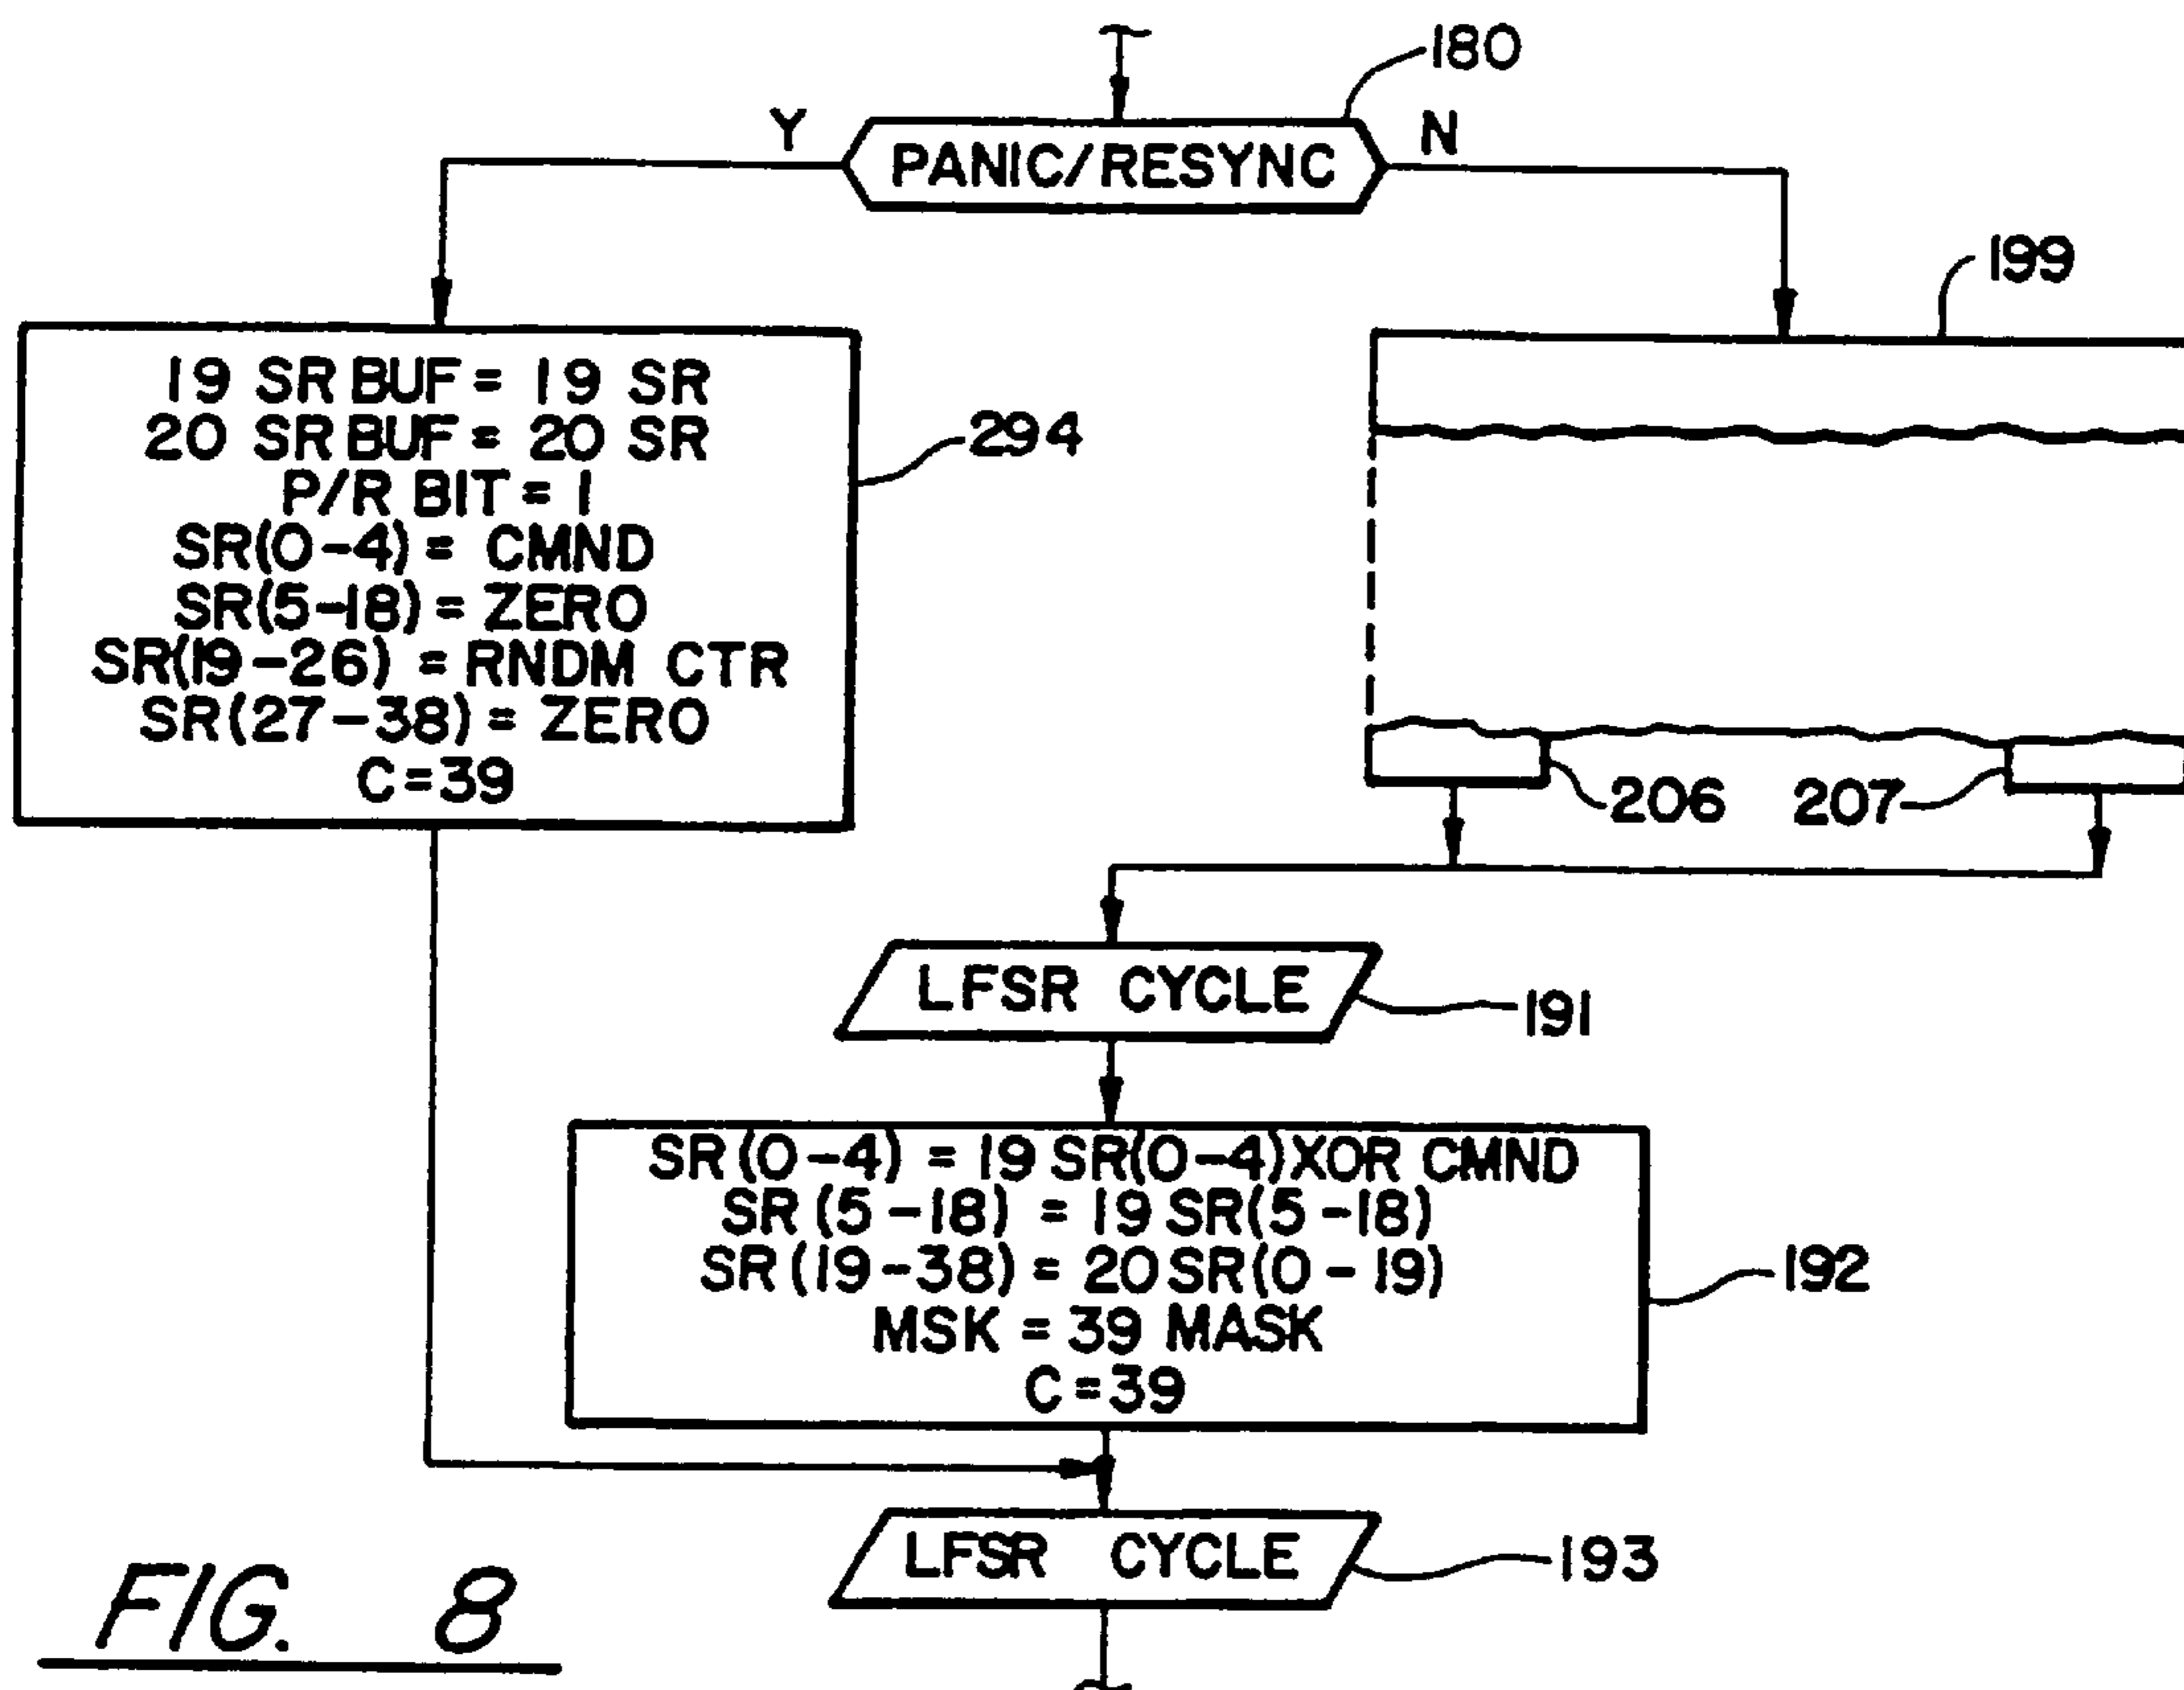 180
Y
N
PANIC/RESYNC
199
19 SR BUF = 19 SR
20 SR BUF = 20 SR
P/R BIT = 1
SR(0-4) = CMND
SR(5-18) = ZERO
SR(19-26) = RNDM CTR
SR(27-38) = ZERO
C=39
294
206
207
LFSR CYCLE
191
SR(0-4) = 19 SR(0-4)XOR CMND
SR(5-18) = 19 SR(5-18)
SR(19-38) = 20 SR(0-19)
MSK = 39 MASK
C=39
192
LFSR CYCLE
193
FIG. 8